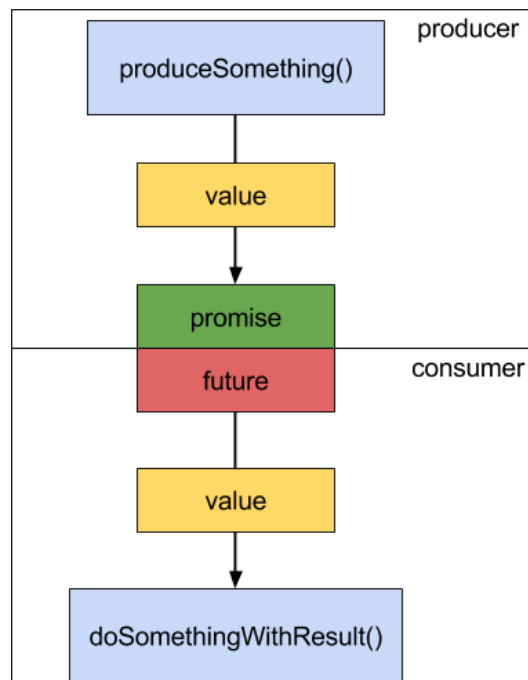 producer
produceSomething()
value
promise
future
consumer
value
doSomethingWithResult()